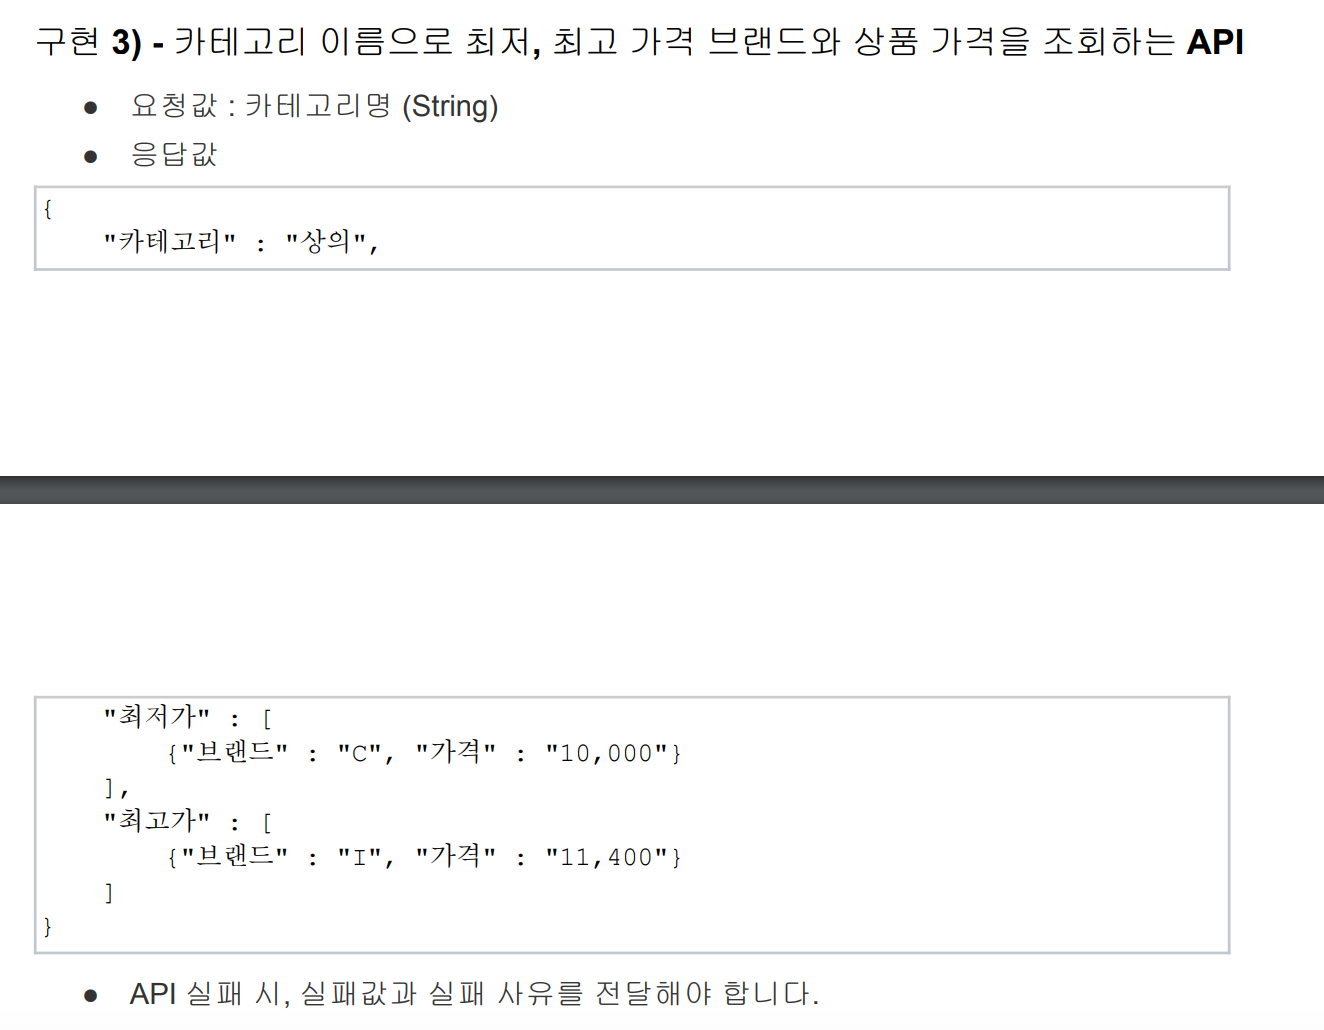 구현 3) - 카테고리 이름으로 최저, 최고 가격 브랜드와 상품 가격을 조회하는 API
● 요청값 : 카테고리명 (String)
● 응답값
{
"카테고리" : "상의",
"최저가" : [
{"브랜드" : "C", "가격" : "10,000"}
],
"최고가" : [
{"브랜드" : "I", "가격" : "11,400"}
]
}
● API 실패 시, 실패값과 실패 사유를 전달해야 합니다.